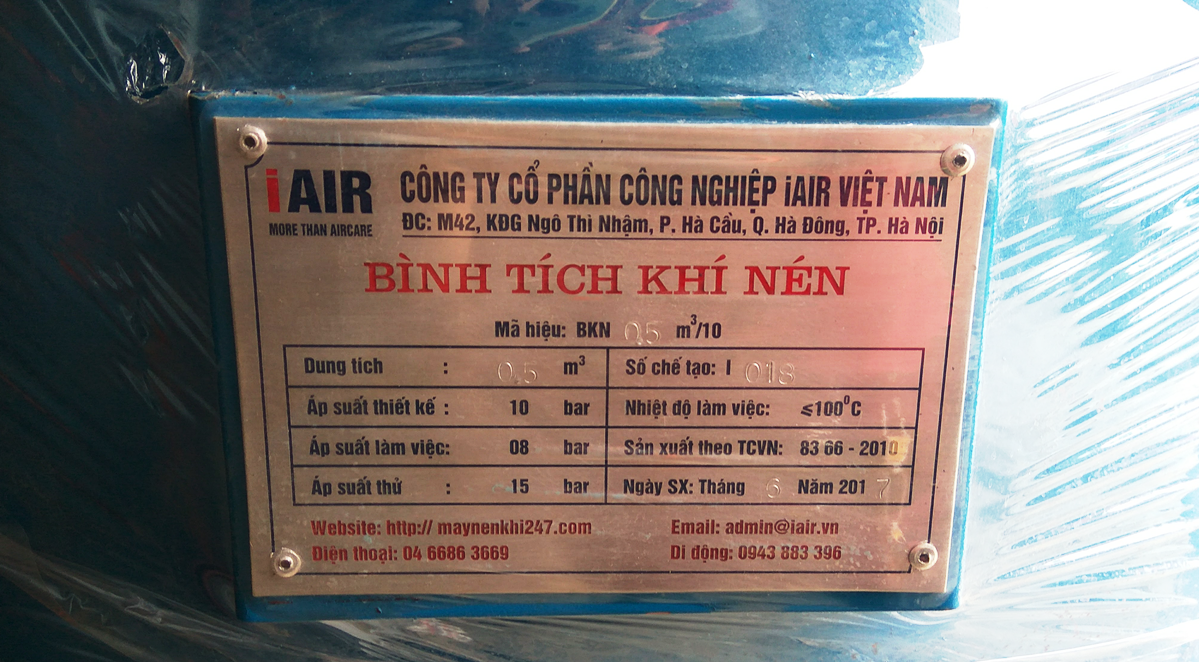 iAIR
MORE THAN AIRCARE
CÔNG TY CỔ PHẦN CÔNG NGHIỆP iAIR VIỆT NAM
ĐC: M42, KĐG Ngô Thì Nhậm, P. Hà Cầu, Q. Hà Đông, TP. Hà Nội
BÌNH TÍCH KHÍ NÉN
Mã hiệu: BKN 0,5 m³/10
Dung tích : 0,5 m³
Số chế tạo: I 018
Áp suất thiết kế : 10 bar
Nhiệt độ làm việc: ≤100⁰C
Áp suất làm việc: 08 bar
Sản xuất theo TCVN: 83 66 - 2010
Áp suất thử : 15 bar
Ngày SX: Tháng 6 Năm 2017
Website: http:// maynenkhi247.com
Email: admin@iair.vn
Điện thoại: 04 6686 3669
Di động: 0943 883 396